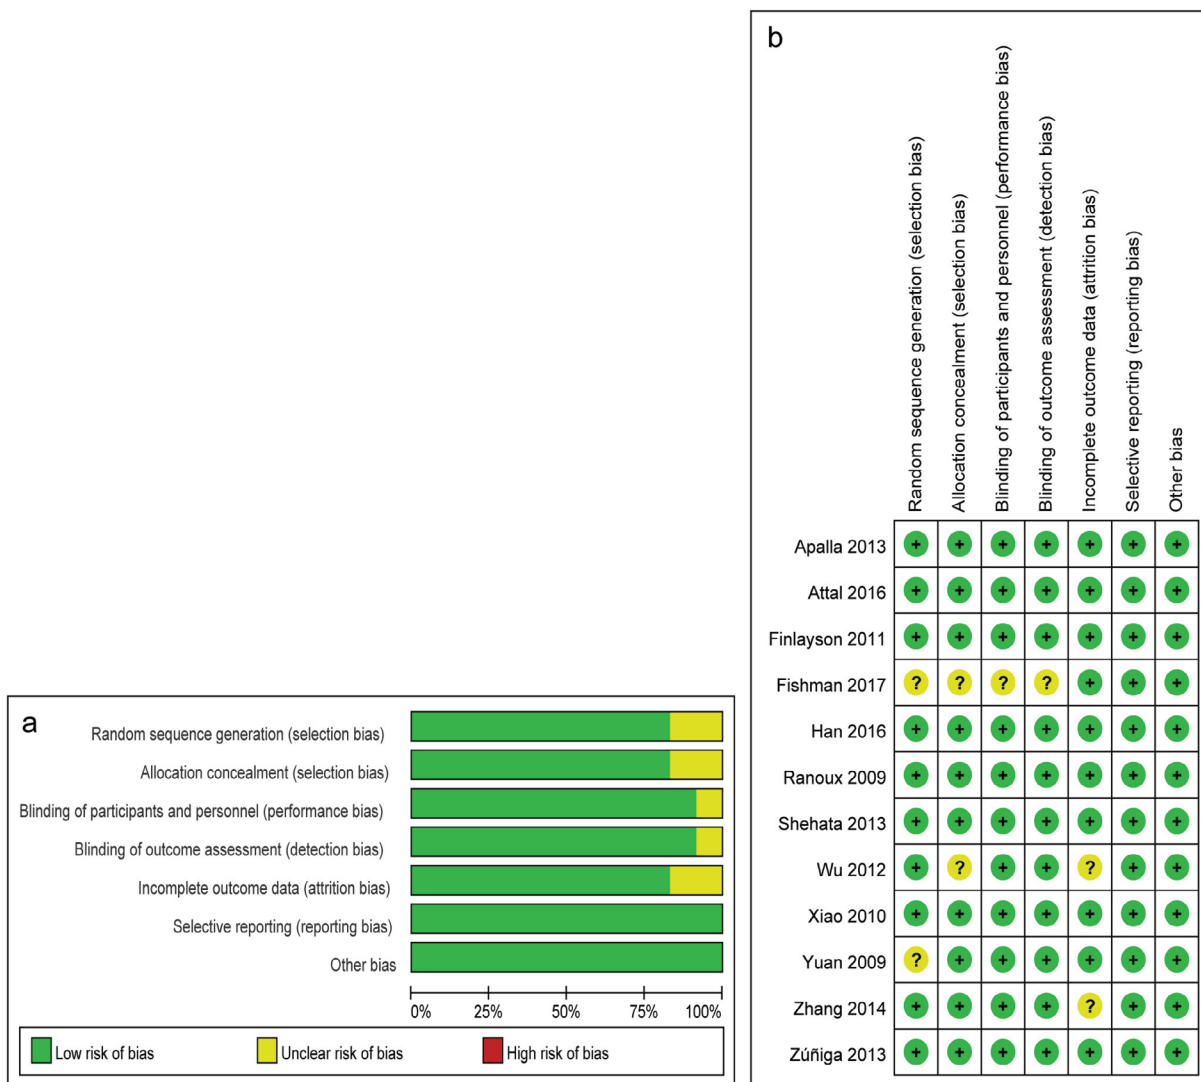 a
Random sequence generation (selection bias)
Allocation concealment (selection bias)
Blinding of participants and personnel (performance bias)
Blinding of outcome assessment (detection bias)
Incomplete outcome data (attrition bias)
Selective reporting (reporting bias)
Other bias
0% 25% 50% 75% 100%
Low risk of bias Unclear risk of bias High risk of bias
b
Random sequence generation (selection bias)
Allocation concealment (selection bias)
Blinding of participants and personnel (performance bias)
Blinding of outcome assessment (detection bias)
Incomplete outcome data (attrition bias)
Selective reporting (reporting bias)
Other bias
Apalla 2013 + + + + + + +
Attal 2016 + + + + + + +
Finlayson 2011 + + + + + + +
Fishman 2017 ? ? ? ? + + +
Han 2016 + + + + + + +
Ranoux 2009 + + + + + + +
Shehata 2013 + + + + + + +
Wu 2012 + ? + + ? + +
Xiao 2010 + + + + + + +
Yuan 2009 ? + + + + + +
Zhang 2014 + + + + ? + +
Zúñiga 2013 + + + + + + +